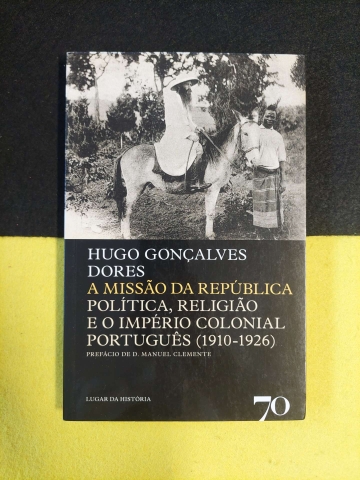 HUGO GONÇALVES
DORES
A MISSÃO DA REPÚBLICA
POLÍTICA, RELIGIÃO
E O IMPÉRIO COLONIAL
PORTUGUÊS (1910-1926)
PREFÁCIO DE D. MANUEL CLEMENTE
LUGAR DA HISTÓRIA
70